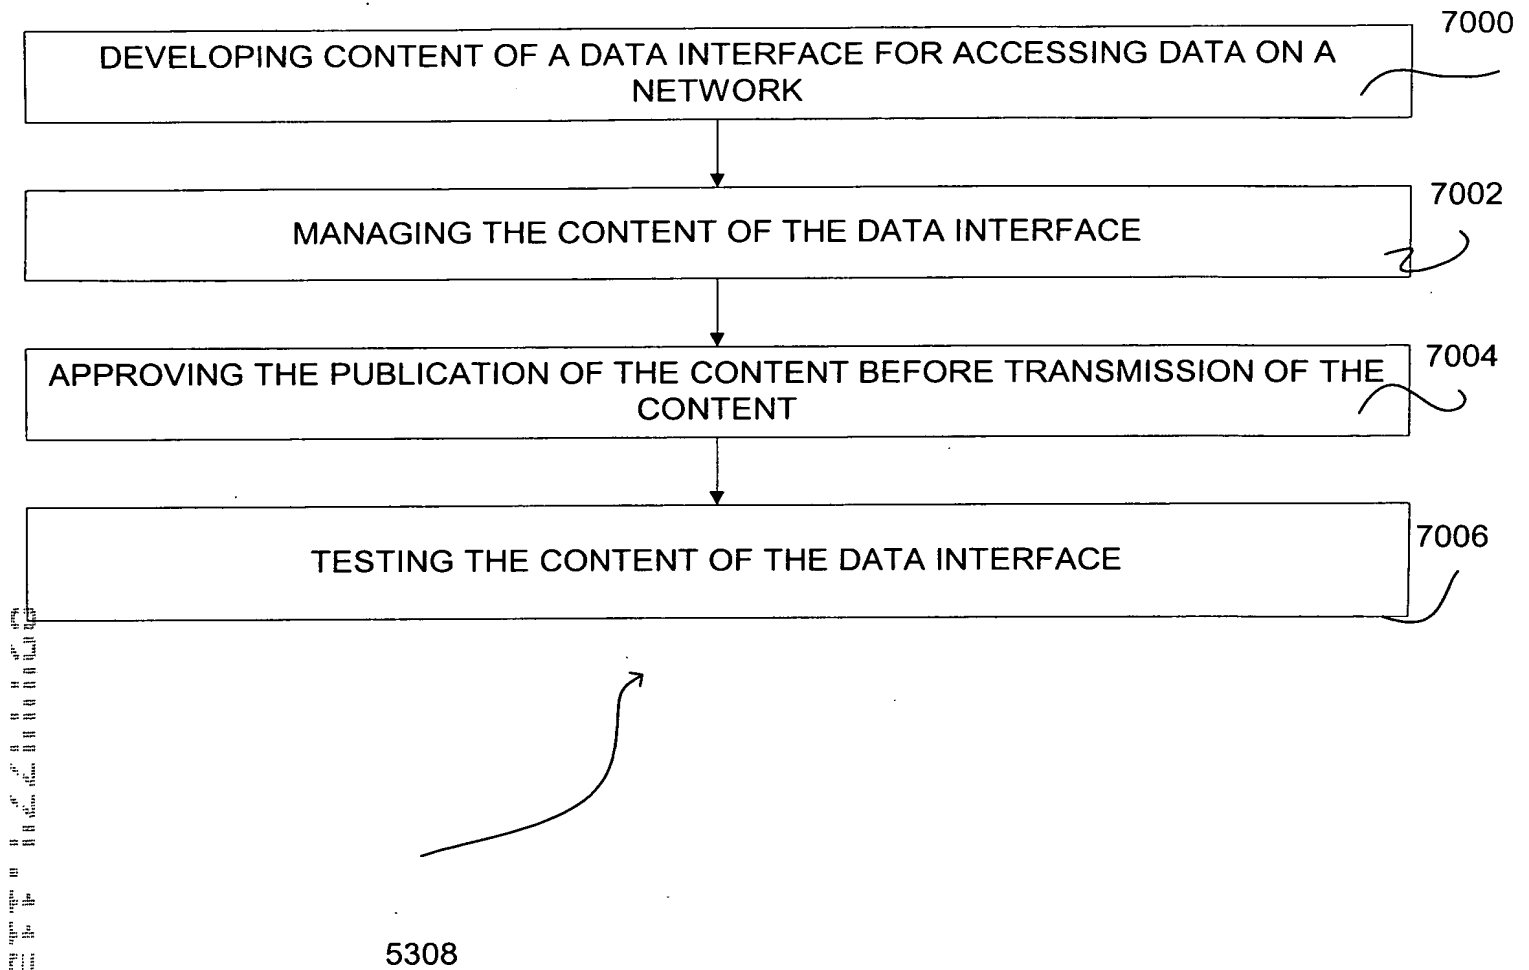 7000
DEVELOPING CONTENT OF A DATA INTERFACE FOR ACCESSING DATA ON A
NETWORK
7002
MANAGING THE CONTENT OF THE DATA INTERFACE
7004
APPROVING THE PUBLICATION OF THE CONTENT BEFORE TRANSMISSION OF THE
CONTENT
7006
TESTING THE CONTENT OF THE DATA INTERFACE
5308